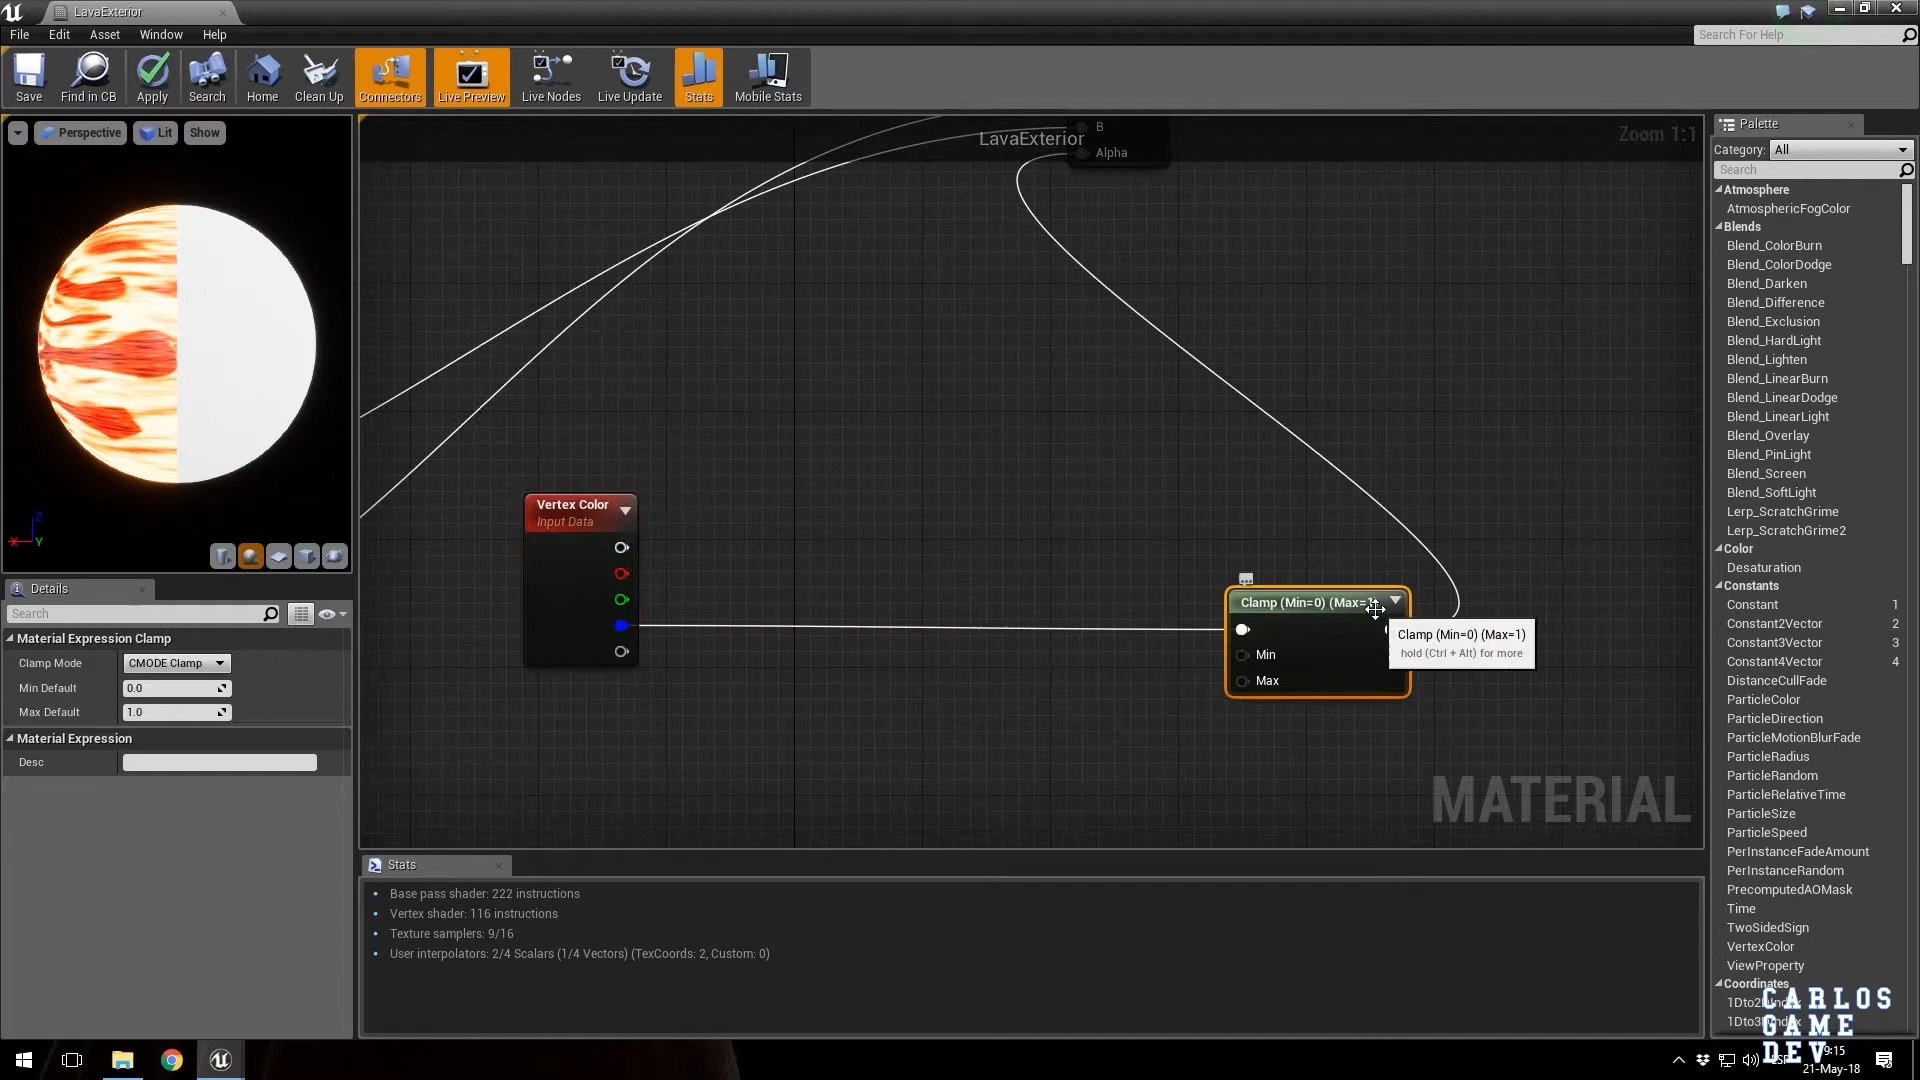 LavaExterior
File Edit Asset Window Help
Search For Help
Save Find in CB Apply Search Home Clean Up Connectors Live Preview Live Nodes Live Update Stats Mobile Stats
Perspective Lit Show
LavaExterior
Zoom 1:1
B
Alpha
Vertex Color
Input Data
Clamp (Min=0) (Max=1)
Min
Max
Clamp (Min=0) (Max=1)
hold (Ctrl + Alt) for more
MATERIAL
X Y Z
Details
Search
Material Expression Clamp
Clamp Mode CMODE Clamp
Min Default 0.0
Max Default 1.0
Material Expression
Desc
Stats
Base pass shader: 222 instructions
Vertex shader: 116 instructions
Texture samplers: 9/16
User interpolators: 2/4 Scalars (1/4 Vectors) (TexCoords: 2, Custom: 0)
Palette
Category: All
Search
Atmosphere
AtmosphericFogColor
Blends
Blend_ColorBurn
Blend_ColorDodge
Blend_Darken
Blend_Difference
Blend_Exclusion
Blend_HardLight
Blend_Lighten
Blend_LinearBurn
Blend_LinearDodge
Blend_LinearLight
Blend_Overlay
Blend_PinLight
Blend_Screen
Blend_SoftLight
Lerp_ScratchGrime
Lerp_ScratchGrime2
Color
Desaturation
Constants
Constant 1
Constant2Vector 2
Constant3Vector 3
Constant4Vector 4
DistanceCullFade
ParticleColor
ParticleDirection
ParticleMotionBlurFade
ParticleRadius
ParticleRandom
ParticleRelativeTime
ParticleSize
ParticleSpeed
PerInstanceFadeAmount
PerInstanceRandom
PrecomputedAOMask
Time
TwoSidedSign
VertexColor
ViewProperty
Coordinates
CARLOS
GAME
DEV
21-May-18